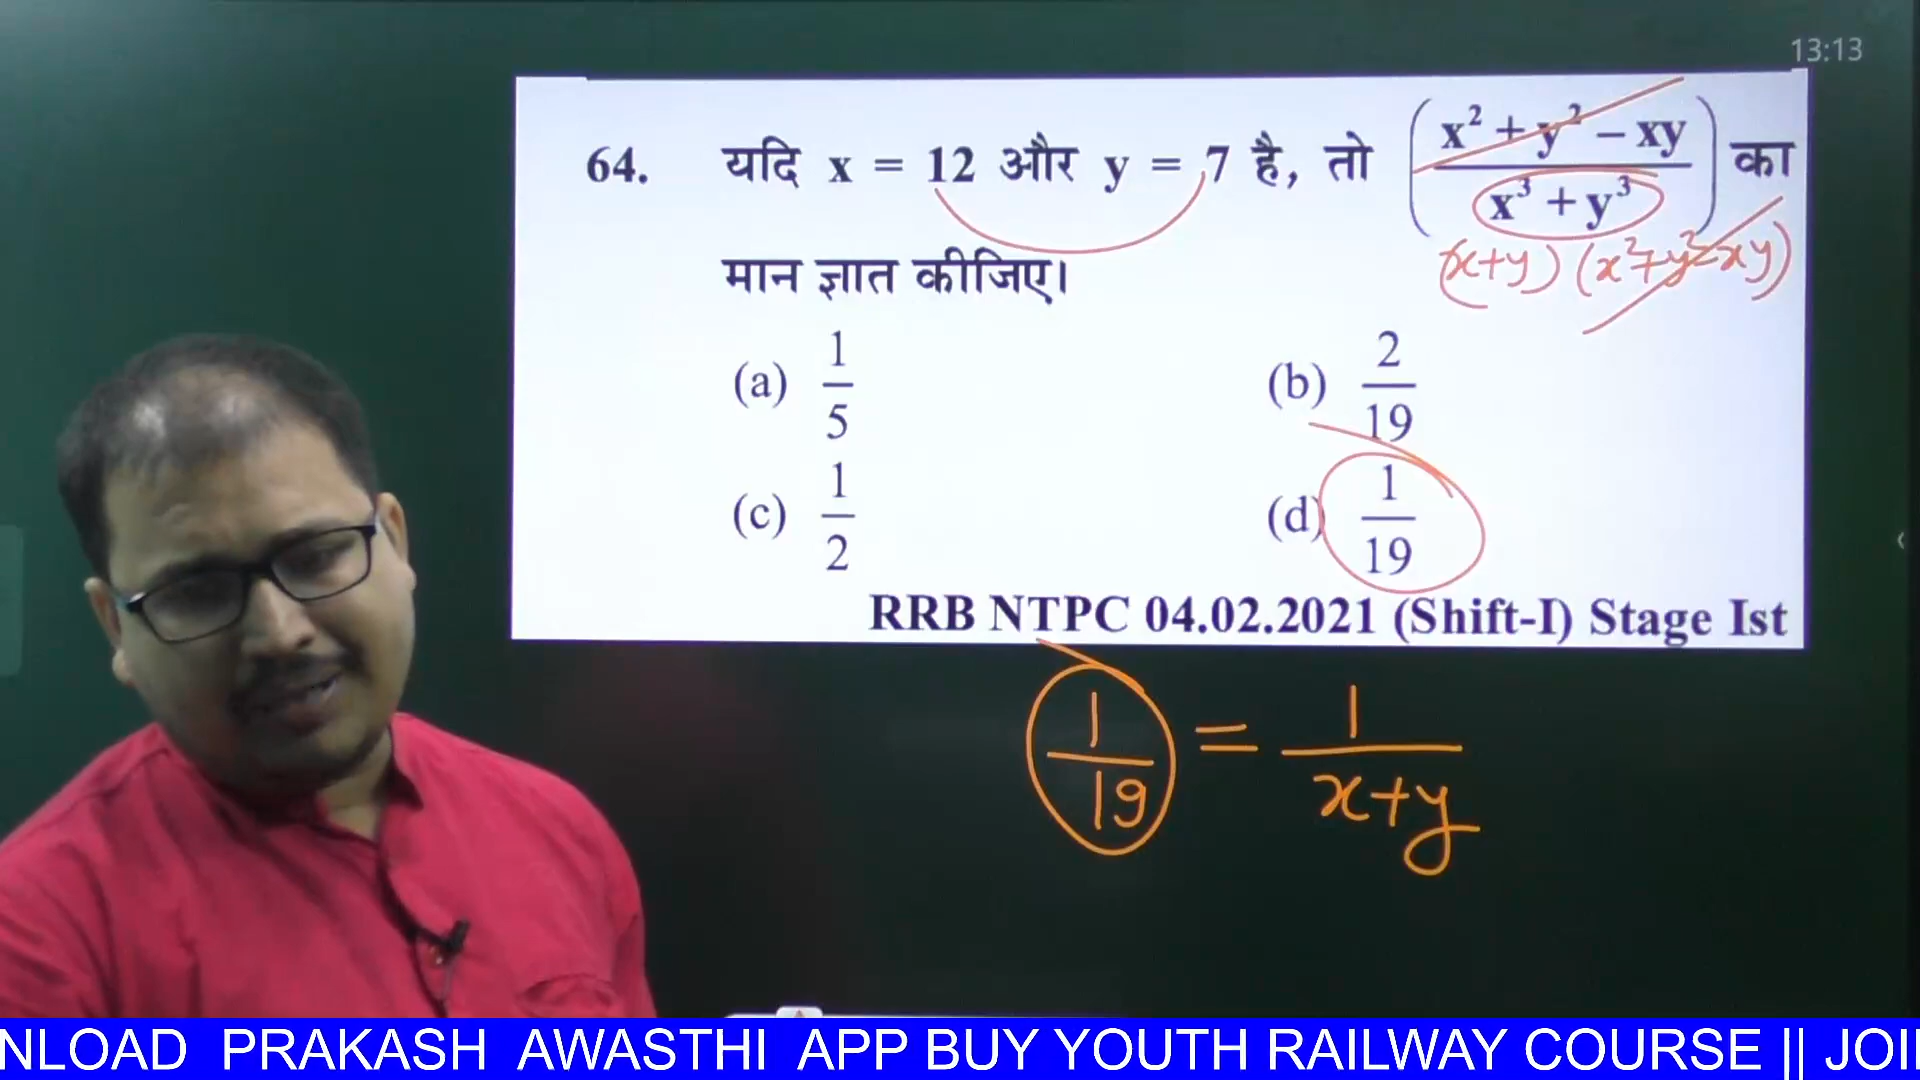 13:13
64. यदि x = 12 और y = 7 है, तो (x² + y² – xy / x³ + y³) का
(x+y) (x²+y²-xy)
मान ज्ञात कीजिए।
(a) 1/5 (b) 2/19
(c) 1/2 (d) 1/19
RRB NTPC 04.02.2021 (Shift-I) Stage Ist
1/19 = 1/x+y
NLOAD PRAKASH AWASTHI APP BUY YOUTH RAILWAY COURSE || JOI